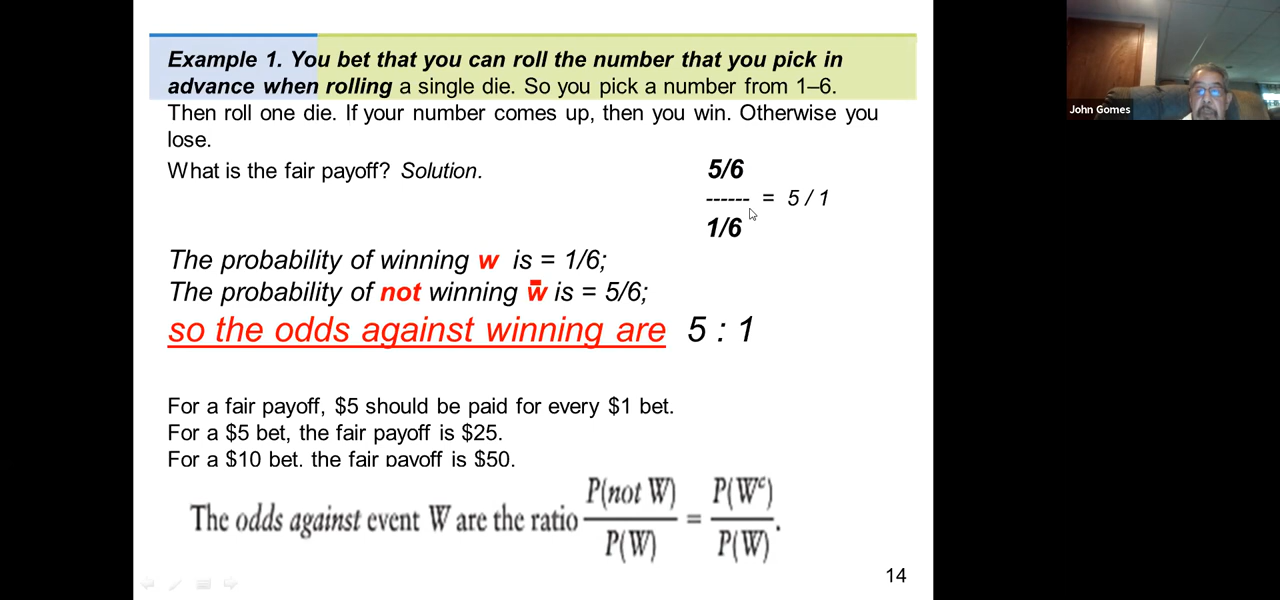 Example 1. You bet that you can roll the number that you pick in
advance when rolling a single die. So you pick a number from 1–6.
Then roll one die. If your number comes up, then you win. Otherwise you
lose.
What is the fair payoff? Solution.
5/6
------ = 5 / 1
1/6
The probability of winning w is = 1/6;
The probability of not winning w̄ is = 5/6;
so the odds against winning are 5 : 1
For a fair payoff, $5 should be paid for every $1 bet.
For a $5 bet, the fair payoff is $25.
For a $10 bet, the fair payoff is $50.
The odds against event W are the ratio P(not W)/P(W) = P(Wᶜ)/P(W).
14
John Gomes